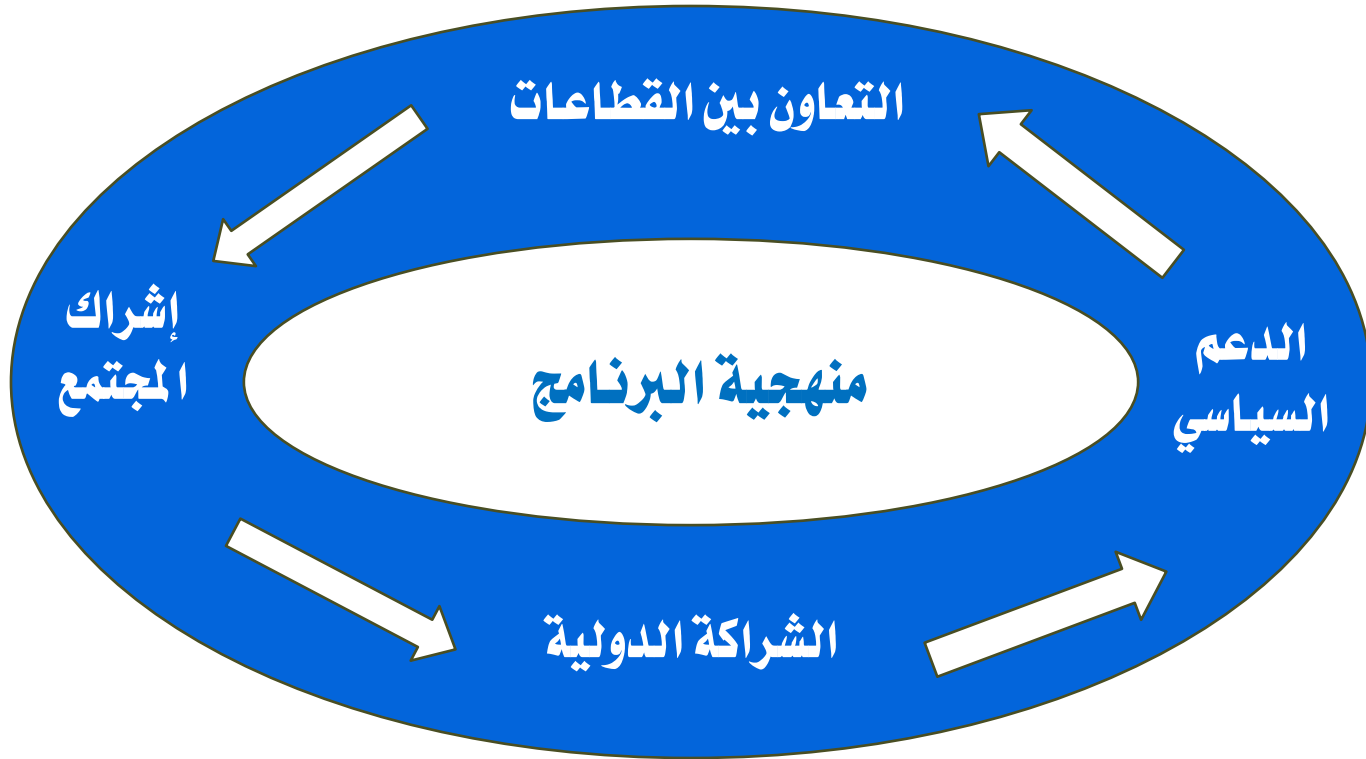 التعاون بين القطاعات
إشراك
المجتمع
الدعم
السياسي
منهجية البرنامج
الشراكة الدولية